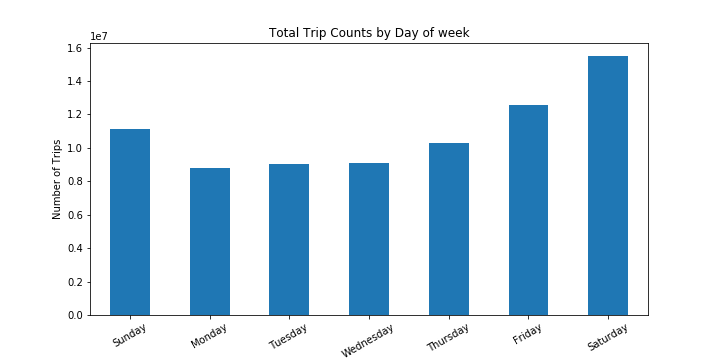 Total Trip Counts by Day of week
1e7
1.6
1.4
1.2
1.0
0.8
0.6
0.4
0.2
0.0
Number of Trips
Sunday
Monday
Tuesday
Wednesday
Thursday
Friday
Saturday